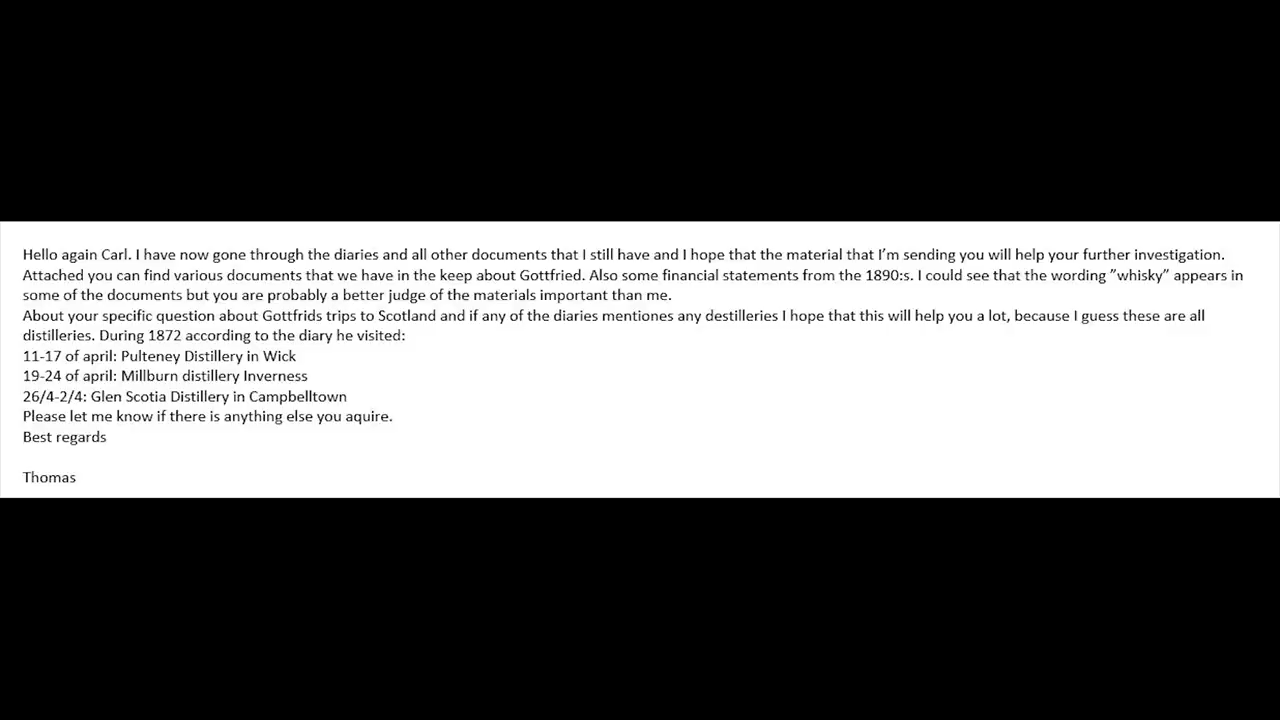 Hello again Carl. I have now gone through the diaries and all other documents that I still have and I hope that the material that I’m sending you will help your further investigation.
Attached you can find various documents that we have in the keep about Gottfried. Also some financial statements from the 1890:s. I could see that the wording ”whisky” appears in
some of the documents but you are probably a better judge of the materials important than me.
About your specific question about Gottfrids trips to Scotland and if any of the diaries mentiones any destilleries I hope that this will help you a lot, because I guess these are all
distilleries. During 1872 according to the diary he visited:
11-17 of april: Pulteney Distillery in Wick
19-24 of april: Millburn distillery Inverness
26/4-2/4: Glen Scotia Distillery in Campbelltown
Please let me know if there is anything else you aquire.
Best regards
Thomas